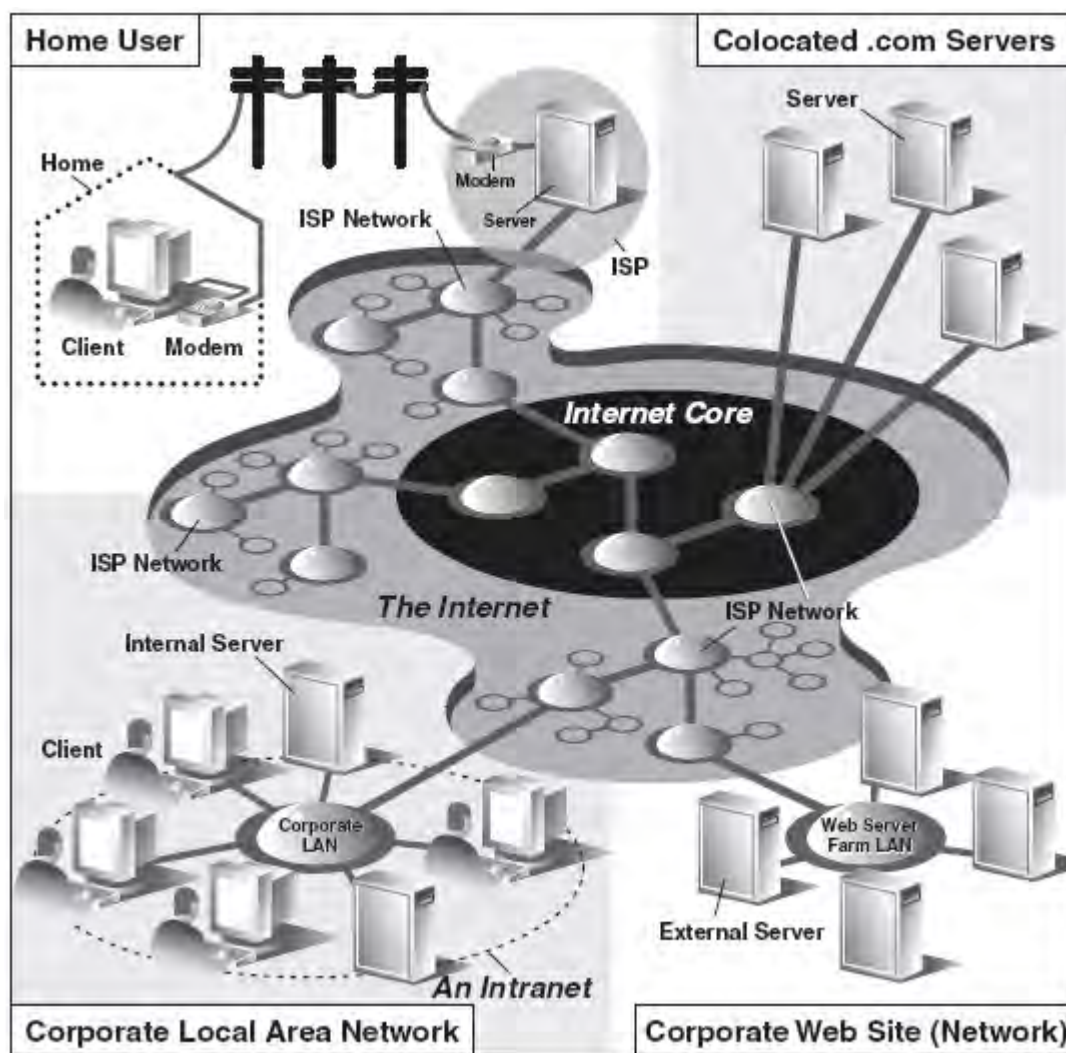 Home User
Colocated .com Servers
Server
Home
Modem
Server
ISP Network
ISP
Client
Modem
Internet Core
ISP Network
The Internet
ISP Network
Internal Server
Client
Corporate
LAN
Web Server
Farm LAN
External Server
An Intranet
Corporate Local Area Network
Corporate Web Site (Network)